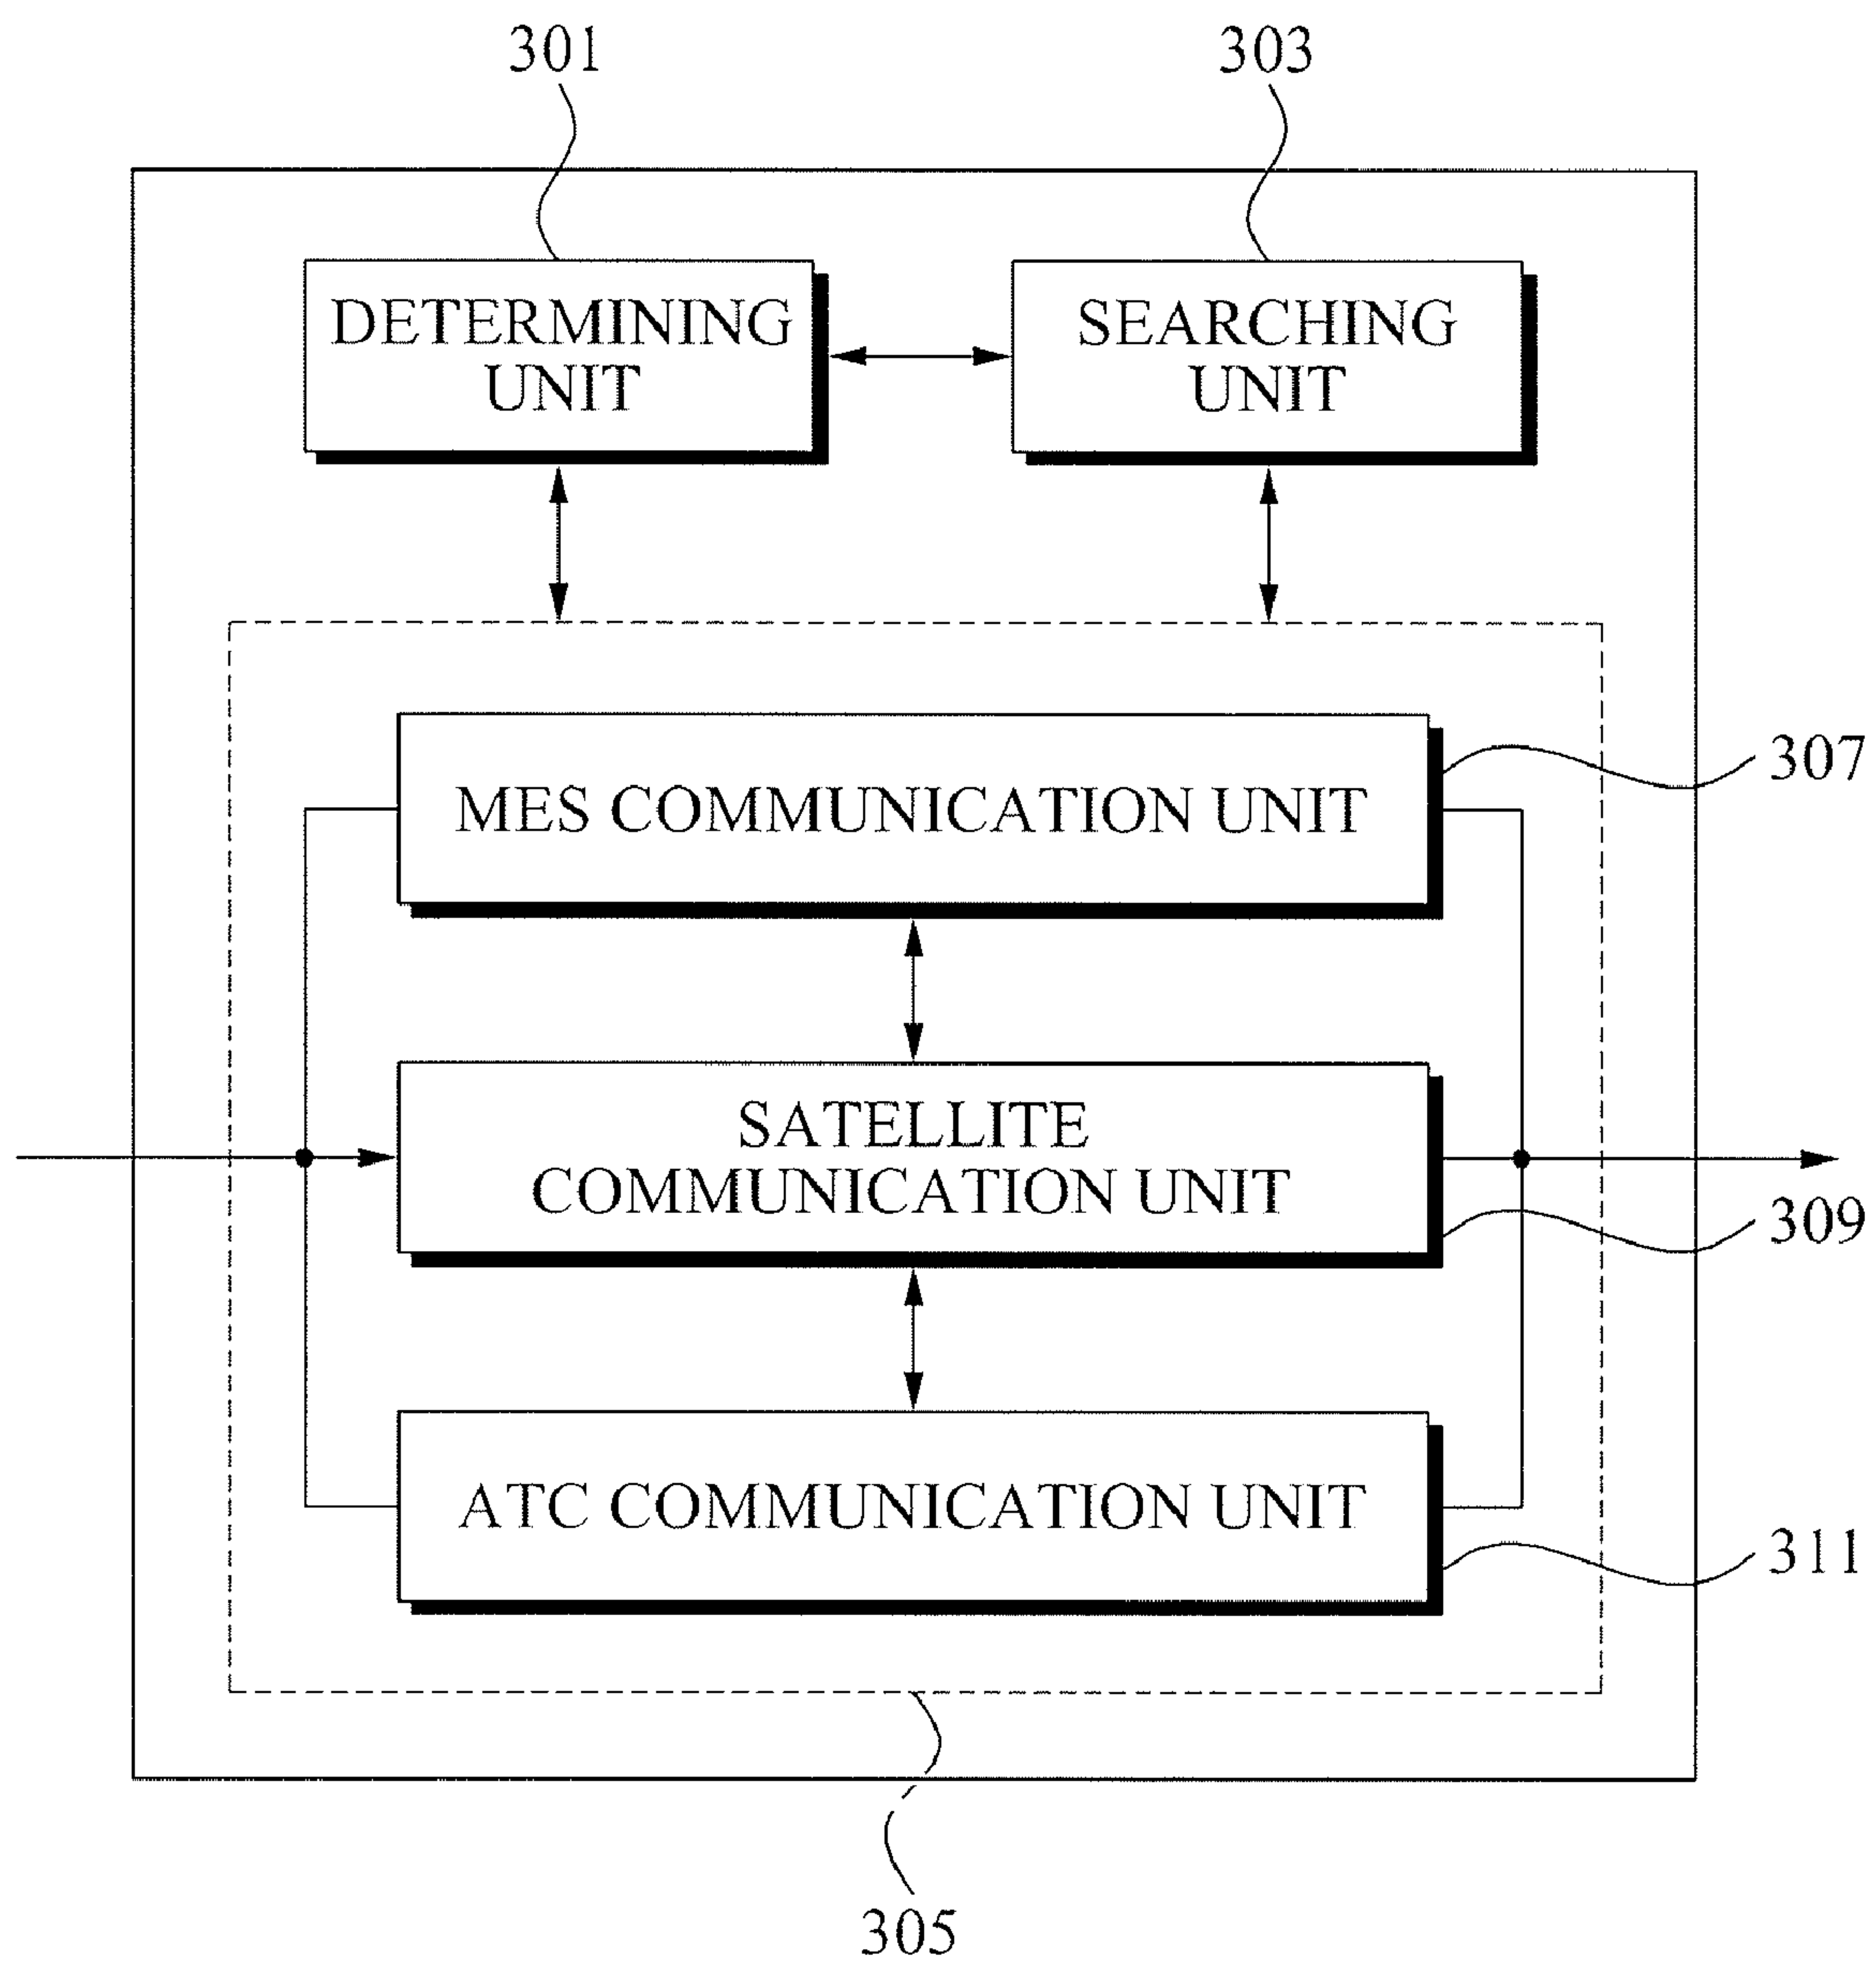 301
303
DETERMINING
UNIT
SEARCHING
UNIT
307
MES COMMUNICATION UNIT
SATELLITE
COMMUNICATION UNIT
309
ATC COMMUNICATION UNIT
311
305